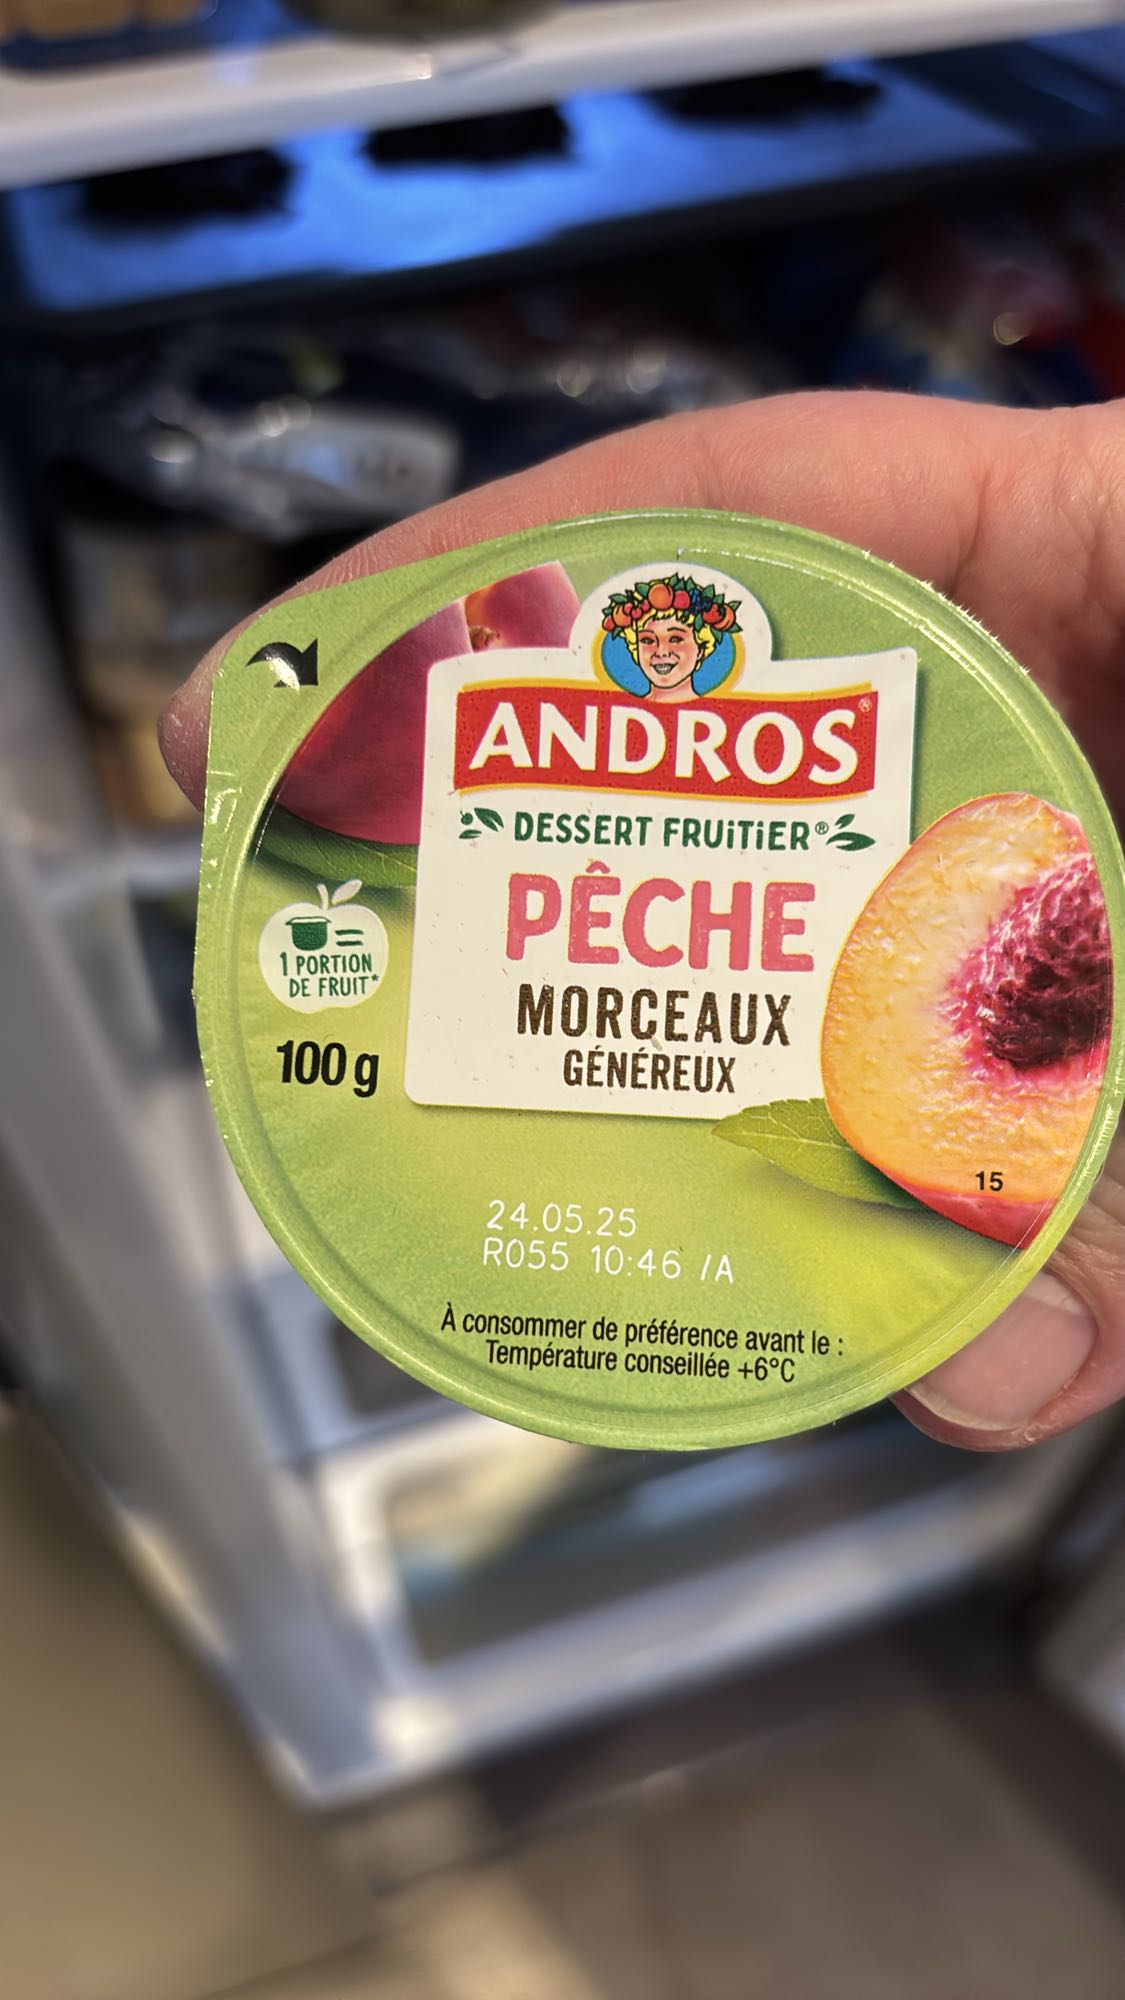 ANDROS®
DESSERT FRUiTiER®
PÊCHE
MORCEAUX
GÉNÉREUX
1 PORTION
DE FRUIT*
100 g
15
24.05.25
R055 10:46 /A
À consommer de préférence avant le :
Température conseillée +6°C